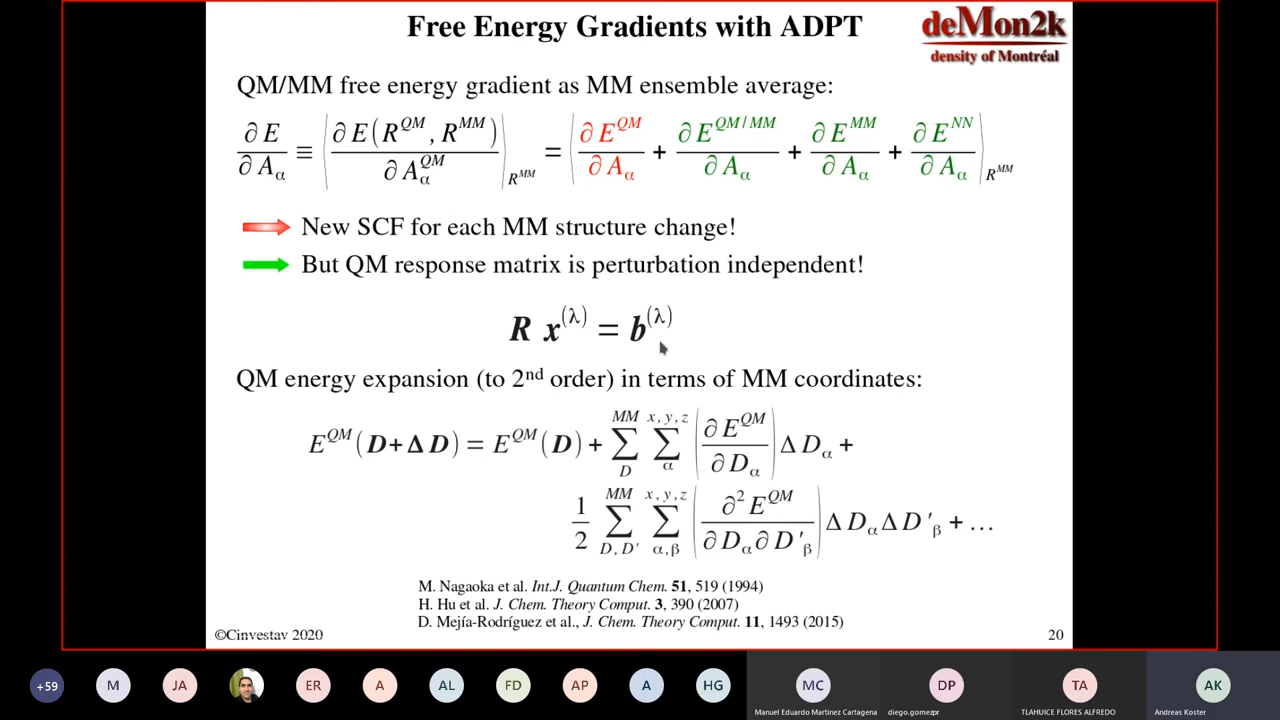 Free Energy Gradients with ADPT
deMon2k
density of Montréal
QM/MM free energy gradient as MM ensemble average:
∂E/∂A_α ≡ ⟨∂E(R^QM, R^MM)/∂A_α^QM⟩_R^MM = ⟨∂E^QM/∂A_α + ∂E^QM/MM/∂A_α + ∂E^MM/∂A_α + ∂E^NN/∂A_α⟩_R^MM
New SCF for each MM structure change!
But QM response matrix is perturbation independent!
R x^(λ) = b^(λ)
QM energy expansion (to 2nd order) in terms of MM coordinates:
E^QM(D+ΔD) = E^QM(D) + ∑_D^MM ∑_α^x,y,z (∂E^QM/∂D_α) ΔD_α +
1/2 ∑_D,D'^MM ∑_α,β^x,y,z (∂²E^QM/∂D_α∂D'_β) ΔD_αΔD'_β + ...
M. Nagaoka et al. Int.J. Quantum Chem. 51, 519 (1994)
H. Hu et al. J. Chem. Theory Comput. 3, 390 (2007)
D. Mejía-Rodríguez et al., J. Chem. Theory Comput. 11, 1493 (2015)
©Cinvestav 2020
20
+59
M
JA
ER
A
AL
FD
AP
A
HG
MC
DP
TA
AK
Manuel Eduardo Martinez Cartagena
diego.gomezpr
TLAHUICE FLORES ALFREDO
Andreas Koster